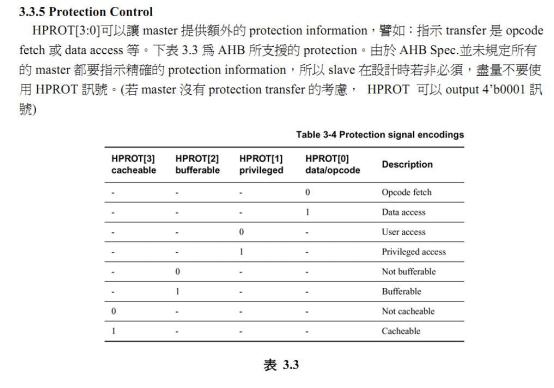 3.3.5 Protection Control
HPROT[3:0]可以讓 master 提供額外的 protection information，譬如：指示 transfer 是 opcode
fetch 或 data access 等。下表 3.3 為 AHB 所支援的 protection。由於 AHB Spec.並未規定所有
的 master 都要指示精確的 protection information，所以 slave 在設計時若非必須，盡量不要使
用 HPROT 訊號。(若 master 沒有 protection transfer 的考慮， HPROT 可以 output 4'b0001 訊
號)
Table 3-4 Protection signal encodings
HPROT[3] HPROT[2] HPROT[1] HPROT[0]
cacheable bufferable privileged data/opcode Description
- - - 0 Opcode fetch
- - - 1 Data access
- - 0 - User access
- - 1 - Privileged access
- 0 - - Not bufferable
- 1 - - Bufferable
0 - - - Not cacheable
1 - - - Cacheable
表 3.3